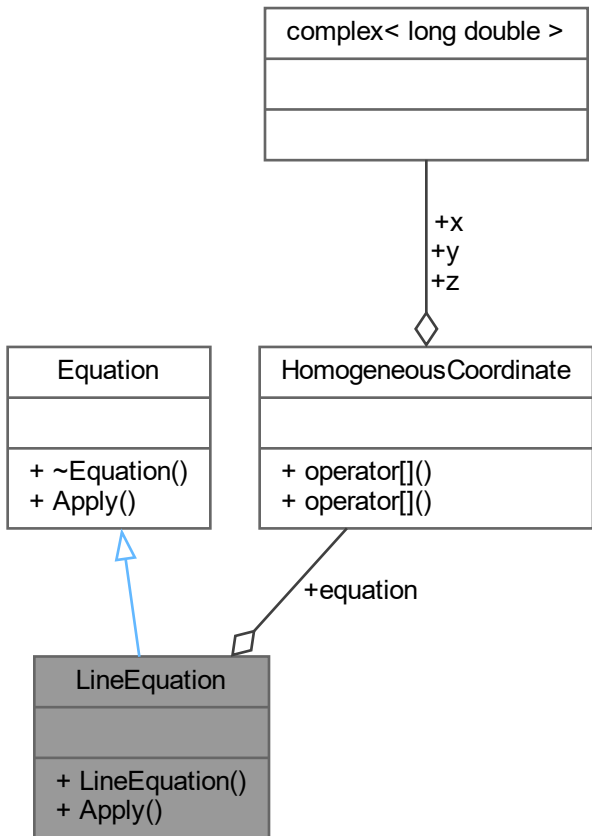 complex< long double >
+x
+y
+z
Equation
+ ~Equation()
+ Apply()
HomogeneousCoordinate
+ operator[]()
+ operator[]()
+equation
LineEquation
+ LineEquation()
+ Apply()